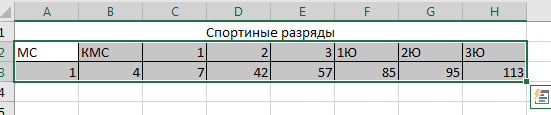 A B C D E F G H
1 Спортиные разряды
2 МС КМС 1 2 3 1Ю 2Ю 3Ю
3 1 4 7 42 57 85 95 113
4